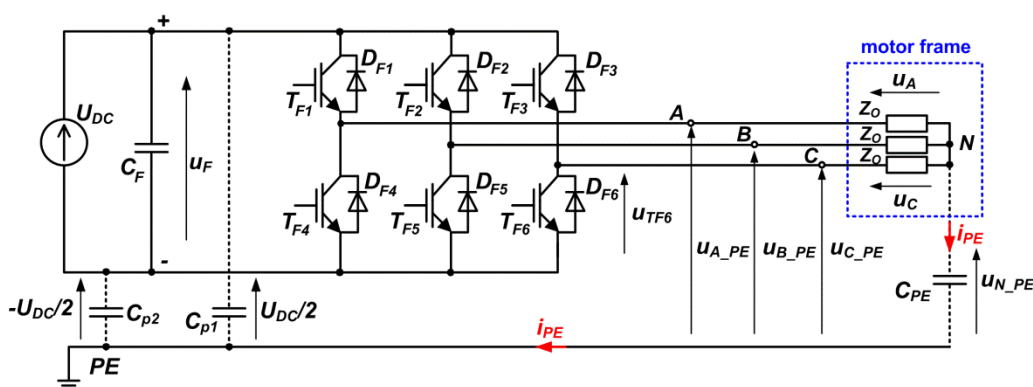 +
motor frame
U_DC
C_F
u_F
T_F1
D_F1
T_F2
D_F2
T_F3
D_F3
A
B
C
Z_O
Z_O
Z_O
u_A
N
u_C
T_F4
D_F4
T_F5
D_F5
T_F6
D_F6
u_TF6
u_A_PE
u_B_PE
u_C_PE
i_PE
C_PE
u_N_PE
-
-U_DC/2
C_p2
C_p1
U_DC/2
i_PE
PE